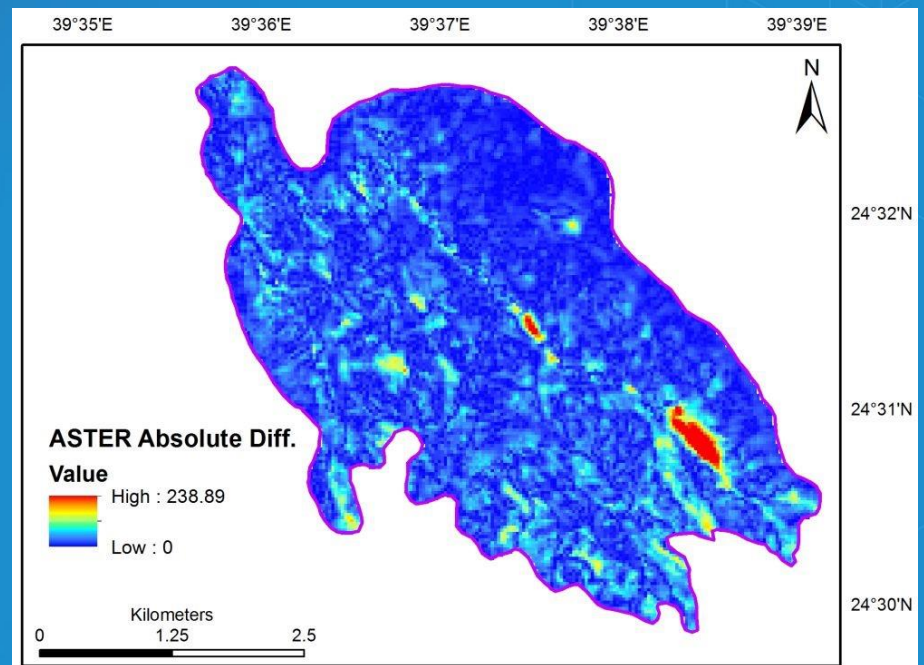 39°35'E 39°36'E 39°37'E 39°38'E 39°39'E
N
24°32'N
24°31'N
ASTER Absolute Diff.
Value
High : 238.89
Low : 0
24°30'N
Kilometers
0 1.25 2.5